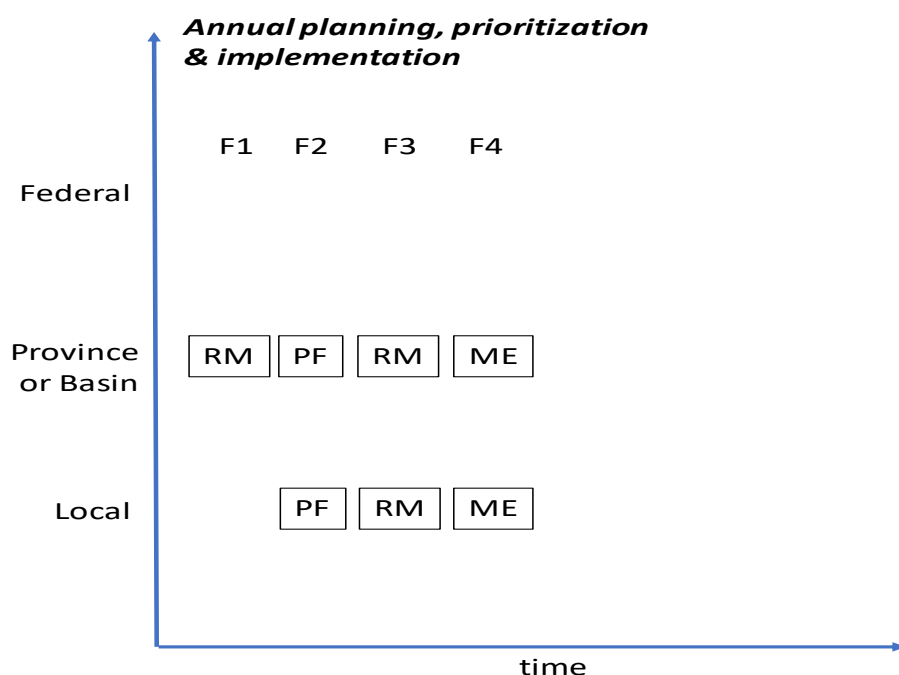 Annual planning, prioritization
& implementation
F1 F2 F3 F4
Federal
Province
or Basin
RM PF RM ME
Local
PF RM ME
time